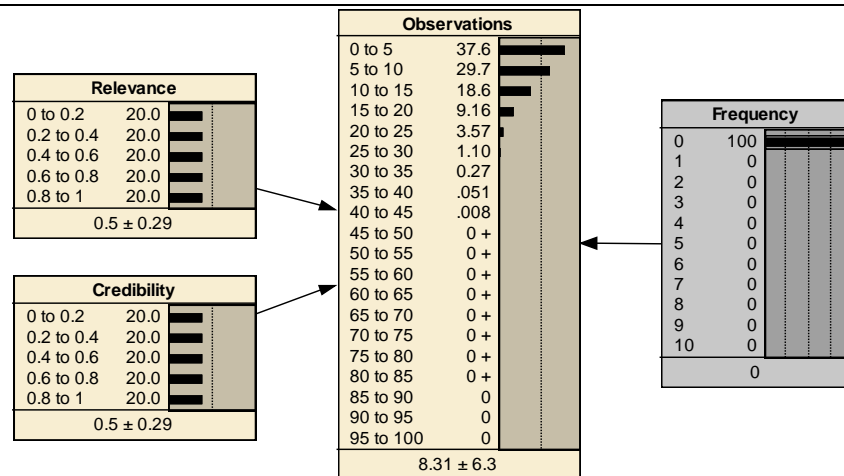 Relevance
0 to 0.2 20.0
0.2 to 0.4 20.0
0.4 to 0.6 20.0
0.6 to 0.8 20.0
0.8 to 1 20.0
0.5 ± 0.29
Credibility
0 to 0.2 20.0
0.2 to 0.4 20.0
0.4 to 0.6 20.0
0.6 to 0.8 20.0
0.8 to 1 20.0
0.5 ± 0.29
Observations
0 to 5 37.6
5 to 10 29.7
10 to 15 18.6
15 to 20 9.16
20 to 25 3.57
25 to 30 1.10
30 to 35 0.27
35 to 40 .051
40 to 45 .008
45 to 50 0 +
50 to 55 0 +
55 to 60 0 +
60 to 65 0 +
65 to 70 0 +
70 to 75 0 +
75 to 80 0 +
80 to 85 0 +
85 to 90 0
90 to 95 0
95 to 100 0
8.31 ± 6.3
Frequency
0 100
1 0
2 0
3 0
4 0
5 0
6 0
7 0
8 0
9 0
10 0
0